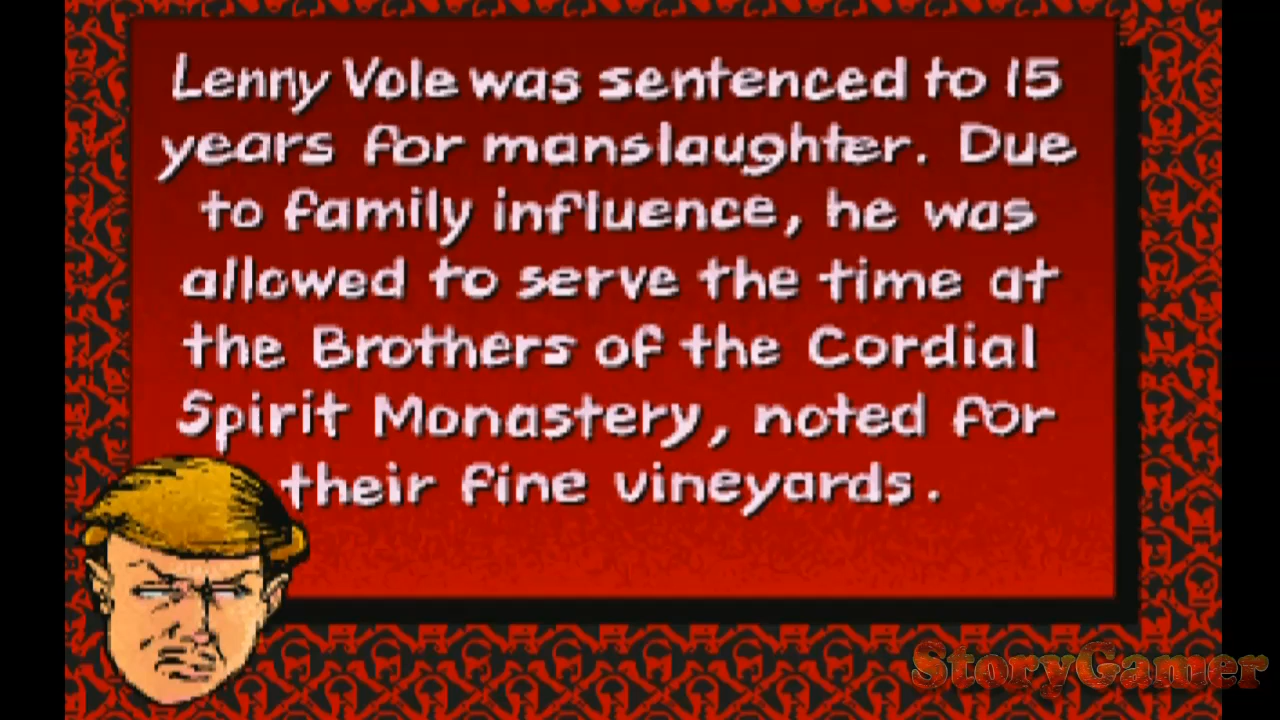 Lenny Vole was sentenced to 15
years for manslaughter. Due
to family influence, he was
allowed to serve the time at
the Brothers of the Cordial
Spirit Monastery, noted for
their fine vineyards.
StoryGamer